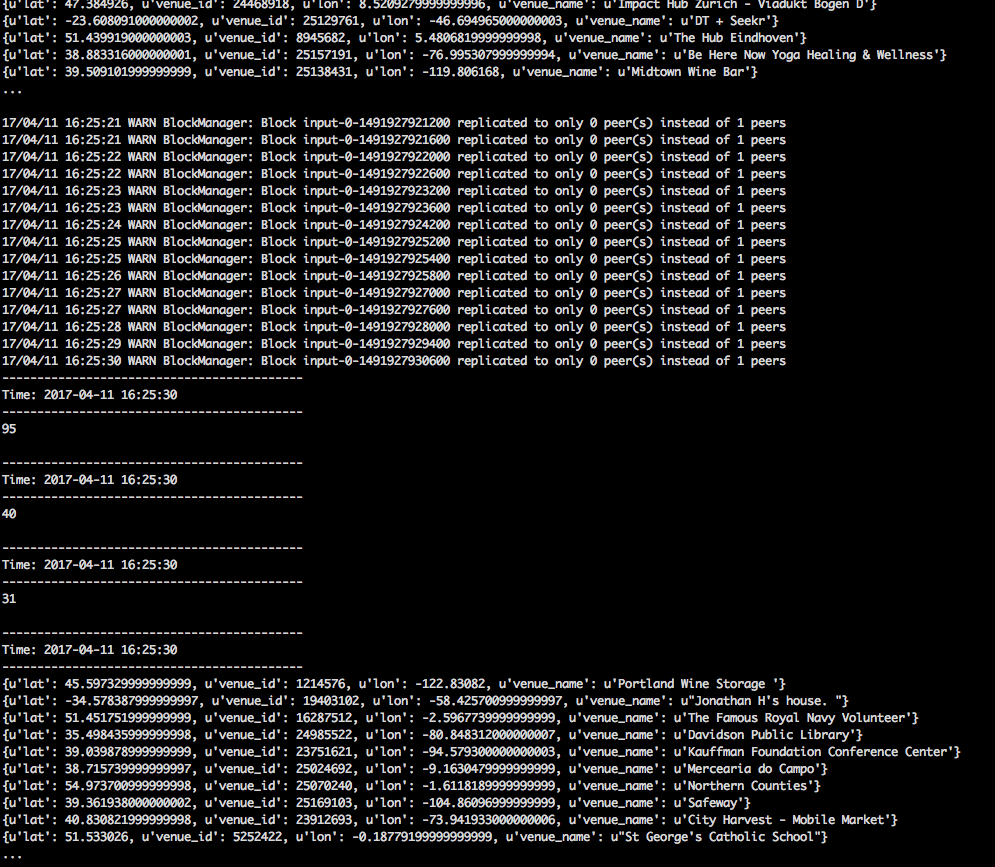 {u'lat': 47.384926, u'venue_id': 24468918, u'lon': 8.5209279999999996, u'venue_name': u'Impact Hub Zurich - Viadukt Bogen D'}
{u'lat': -23.608091000000002, u'venue_id': 25129761, u'lon': -46.694965000000003, u'venue_name': u'DT + Seekr'}
{u'lat': 51.439919000000003, u'venue_id': 8945682, u'lon': 5.4806819999999998, u'venue_name': u'The Hub Eindhoven'}
{u'lat': 38.883316000000001, u'venue_id': 25157191, u'lon': -76.995307999999994, u'venue_name': u'Be Here Now Yoga Healing & Wellness'}
{u'lat': 39.509101999999999, u'venue_id': 25138431, u'lon': -119.806168, u'venue_name': u'Midtown Wine Bar'}
...
17/04/11 16:25:21 WARN BlockManager: Block input-0-1491927921200 replicated to only 0 peer(s) instead of 1 peers
17/04/11 16:25:21 WARN BlockManager: Block input-0-1491927921600 replicated to only 0 peer(s) instead of 1 peers
17/04/11 16:25:22 WARN BlockManager: Block input-0-1491927922000 replicated to only 0 peer(s) instead of 1 peers
17/04/11 16:25:22 WARN BlockManager: Block input-0-1491927922600 replicated to only 0 peer(s) instead of 1 peers
17/04/11 16:25:23 WARN BlockManager: Block input-0-1491927923200 replicated to only 0 peer(s) instead of 1 peers
17/04/11 16:25:23 WARN BlockManager: Block input-0-1491927923600 replicated to only 0 peer(s) instead of 1 peers
17/04/11 16:25:24 WARN BlockManager: Block input-0-1491927924200 replicated to only 0 peer(s) instead of 1 peers
17/04/11 16:25:25 WARN BlockManager: Block input-0-1491927925200 replicated to only 0 peer(s) instead of 1 peers
17/04/11 16:25:25 WARN BlockManager: Block input-0-1491927925400 replicated to only 0 peer(s) instead of 1 peers
17/04/11 16:25:26 WARN BlockManager: Block input-0-1491927925800 replicated to only 0 peer(s) instead of 1 peers
17/04/11 16:25:27 WARN BlockManager: Block input-0-1491927927000 replicated to only 0 peer(s) instead of 1 peers
17/04/11 16:25:27 WARN BlockManager: Block input-0-1491927927600 replicated to only 0 peer(s) instead of 1 peers
17/04/11 16:25:28 WARN BlockManager: Block input-0-1491927928000 replicated to only 0 peer(s) instead of 1 peers
17/04/11 16:25:29 WARN BlockManager: Block input-0-1491927929400 replicated to only 0 peer(s) instead of 1 peers
17/04/11 16:25:30 WARN BlockManager: Block input-0-1491927930600 replicated to only 0 peer(s) instead of 1 peers
-------------------------------------------
Time: 2017-04-11 16:25:30
-------------------------------------------
95
-------------------------------------------
Time: 2017-04-11 16:25:30
-------------------------------------------
40
-------------------------------------------
Time: 2017-04-11 16:25:30
-------------------------------------------
31
-------------------------------------------
Time: 2017-04-11 16:25:30
-------------------------------------------
{u'lat': 45.597329999999999, u'venue_id': 1214576, u'lon': -122.83082, u'venue_name': u'Portland Wine Storage '}
{u'lat': -34.578387999999997, u'venue_id': 19403102, u'lon': -58.425700999999997, u'venue_name': u"Jonathan H's house. "}
{u'lat': 51.451751999999999, u'venue_id': 16287512, u'lon': -2.5967739999999999, u'venue_name': u'The Famous Royal Navy Volunteer'}
{u'lat': 35.498435999999998, u'venue_id': 24985522, u'lon': -80.848312000000007, u'venue_name': u'Davidson Public Library'}
{u'lat': 39.039878999999999, u'venue_id': 23751621, u'lon': -94.579300000000003, u'venue_name': u'Kauffman Foundation Conference Center'}
{u'lat': 38.715739999999997, u'venue_id': 25024692, u'lon': -9.1630479999999999, u'venue_name': u'Mercearia do Campo'}
{u'lat': 54.973700999999998, u'venue_id': 25070240, u'lon': -1.6118189999999999, u'venue_name': u'Northern Counties'}
{u'lat': 39.361938000000002, u'venue_id': 25169103, u'lon': -104.86096999999999, u'venue_name': u'Safeway'}
{u'lat': 40.830821999999998, u'venue_id': 23912693, u'lon': -73.941933000000006, u'venue_name': u'City Harvest - Mobile Market'}
{u'lat': 51.533026, u'venue_id': 5252422, u'lon': -0.18779199999999999, u'venue_name': u"St George's Catholic School"}
...